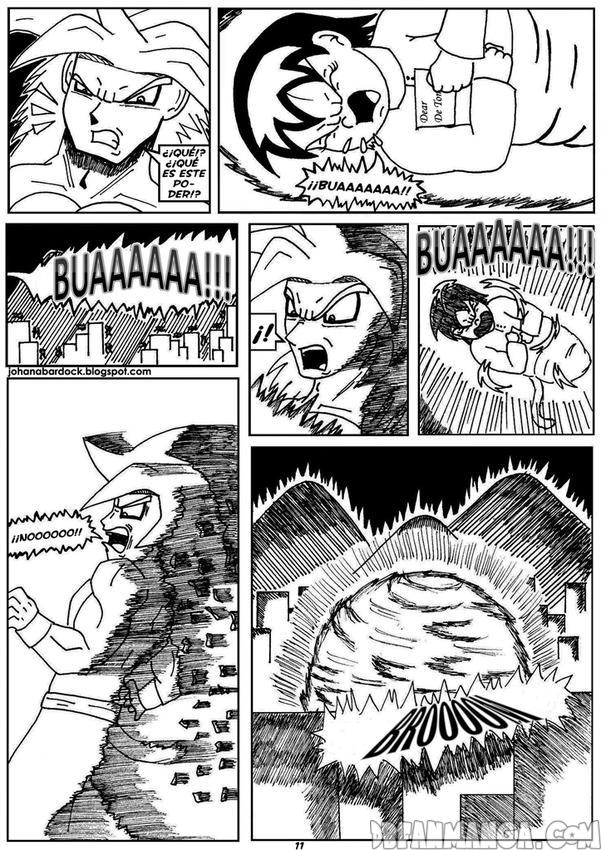 ¿¡QUÉ!?
¿¡QUÉ
ES ESTE
PO-
DER!?
Dear
De Tom
¡¡BUAAAAAAA!!
BUAAAAAA!!!
johanabardock.blogspot.com
¡!
BUAAAAAA!!!
¡¡NOOOOOO!!
BROOOOM
11
DBFANMANGA.COM